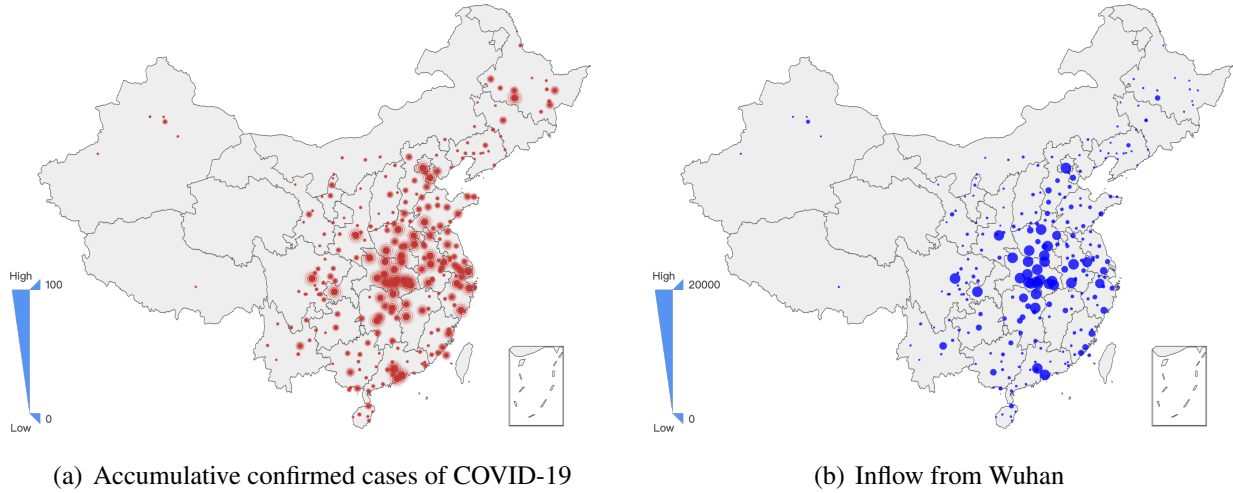 High
100
0
Low
(a) Accumulative confirmed cases of COVID-19
High
20000
0
Low
(b) Inflow from Wuhan